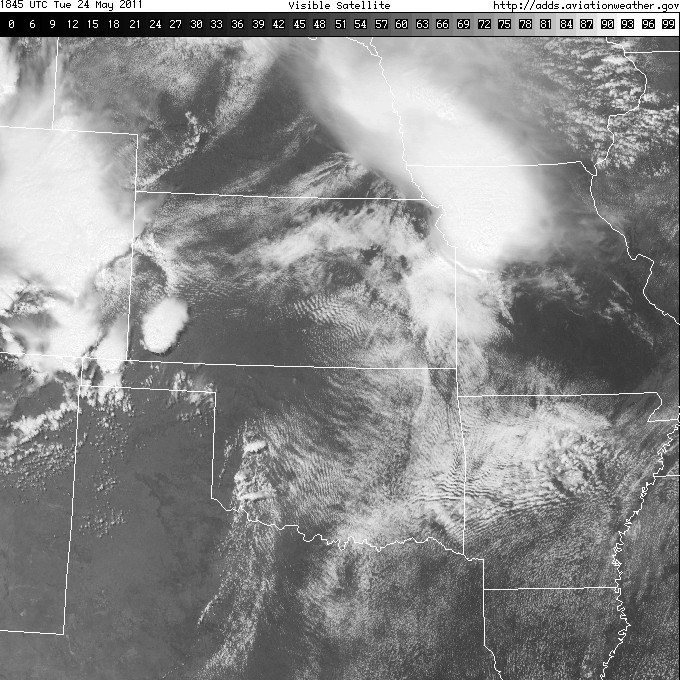 1845 UTC Tue 24 May 2011 Visible Satellite http://adds.aviationweather.gov
0 6 9 12 15 18 21 24 27 30 33 36 39 42 45 48 51 54 57 60 63 66 69 72 75 78 81 84 87 90 93 96 99